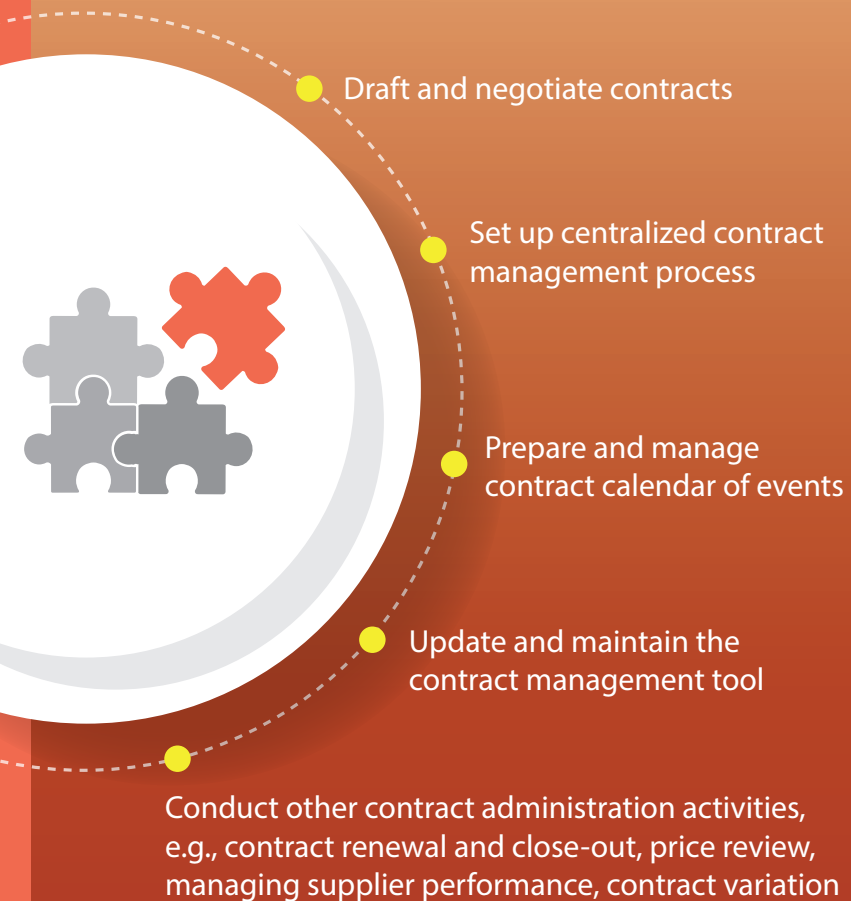 Draft and negotiate contracts
Set up centralized contract
management process
Prepare and manage
contract calendar of events
Update and maintain the
contract management tool
Conduct other contract administration activities,
e.g., contract renewal and close-out, price review,
managing supplier performance, contract variation